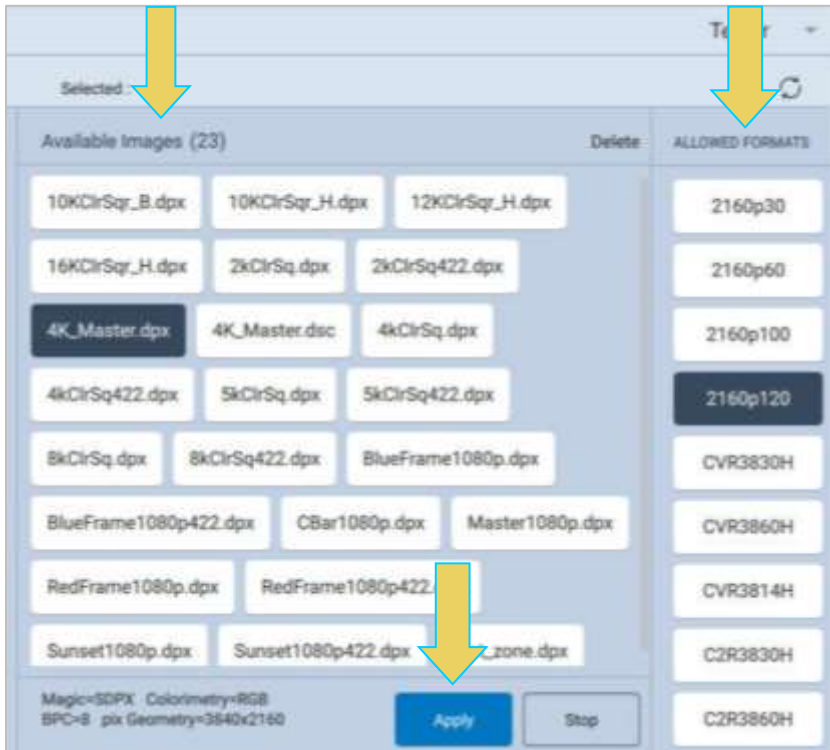 Selected
Available Images (23)
Delete
ALLOWED FORMATS
10KClrSqr_B.dpx
10KClrSqr_H.dpx
12KClrSqr_H.dpx
16KClrSqr_H.dpx
2kClrSq.dpx
2kClrSq422.dpx
4K_Master.dpx
4K_Master.dsc
4kClrSq.dpx
4kClrSq422.dpx
5kClrSq.dpx
5kClrSq422.dpx
8kClrSq.dpx
8kClrSq422.dpx
BlueFrame1080p.dpx
BlueFrame1080p422.dpx
CBar1080p.dpx
Master1080p.dpx
RedFrame1080p.dpx
RedFrame1080p422.
Sunset1080p.dpx
Sunset1080p422.dpx
_zone.dpx
Magic=SDPX Colorimetry=RGB
BPC=8 pix Geometry=3840x2160
Apply
Stop
2160p30
2160p60
2160p100
2160p120
CVR3830H
CVR3860H
CVR3814H
C2R3830H
C2R3860H